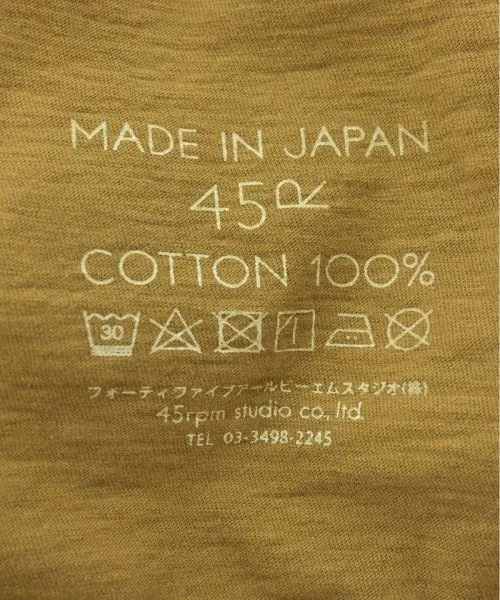 MADE IN JAPAN
45R
COTTON 100%
30
フォーティファイブアールピーエムスタジオ(株)
45rpm studio co., ltd.
TEL 03-3498-2245